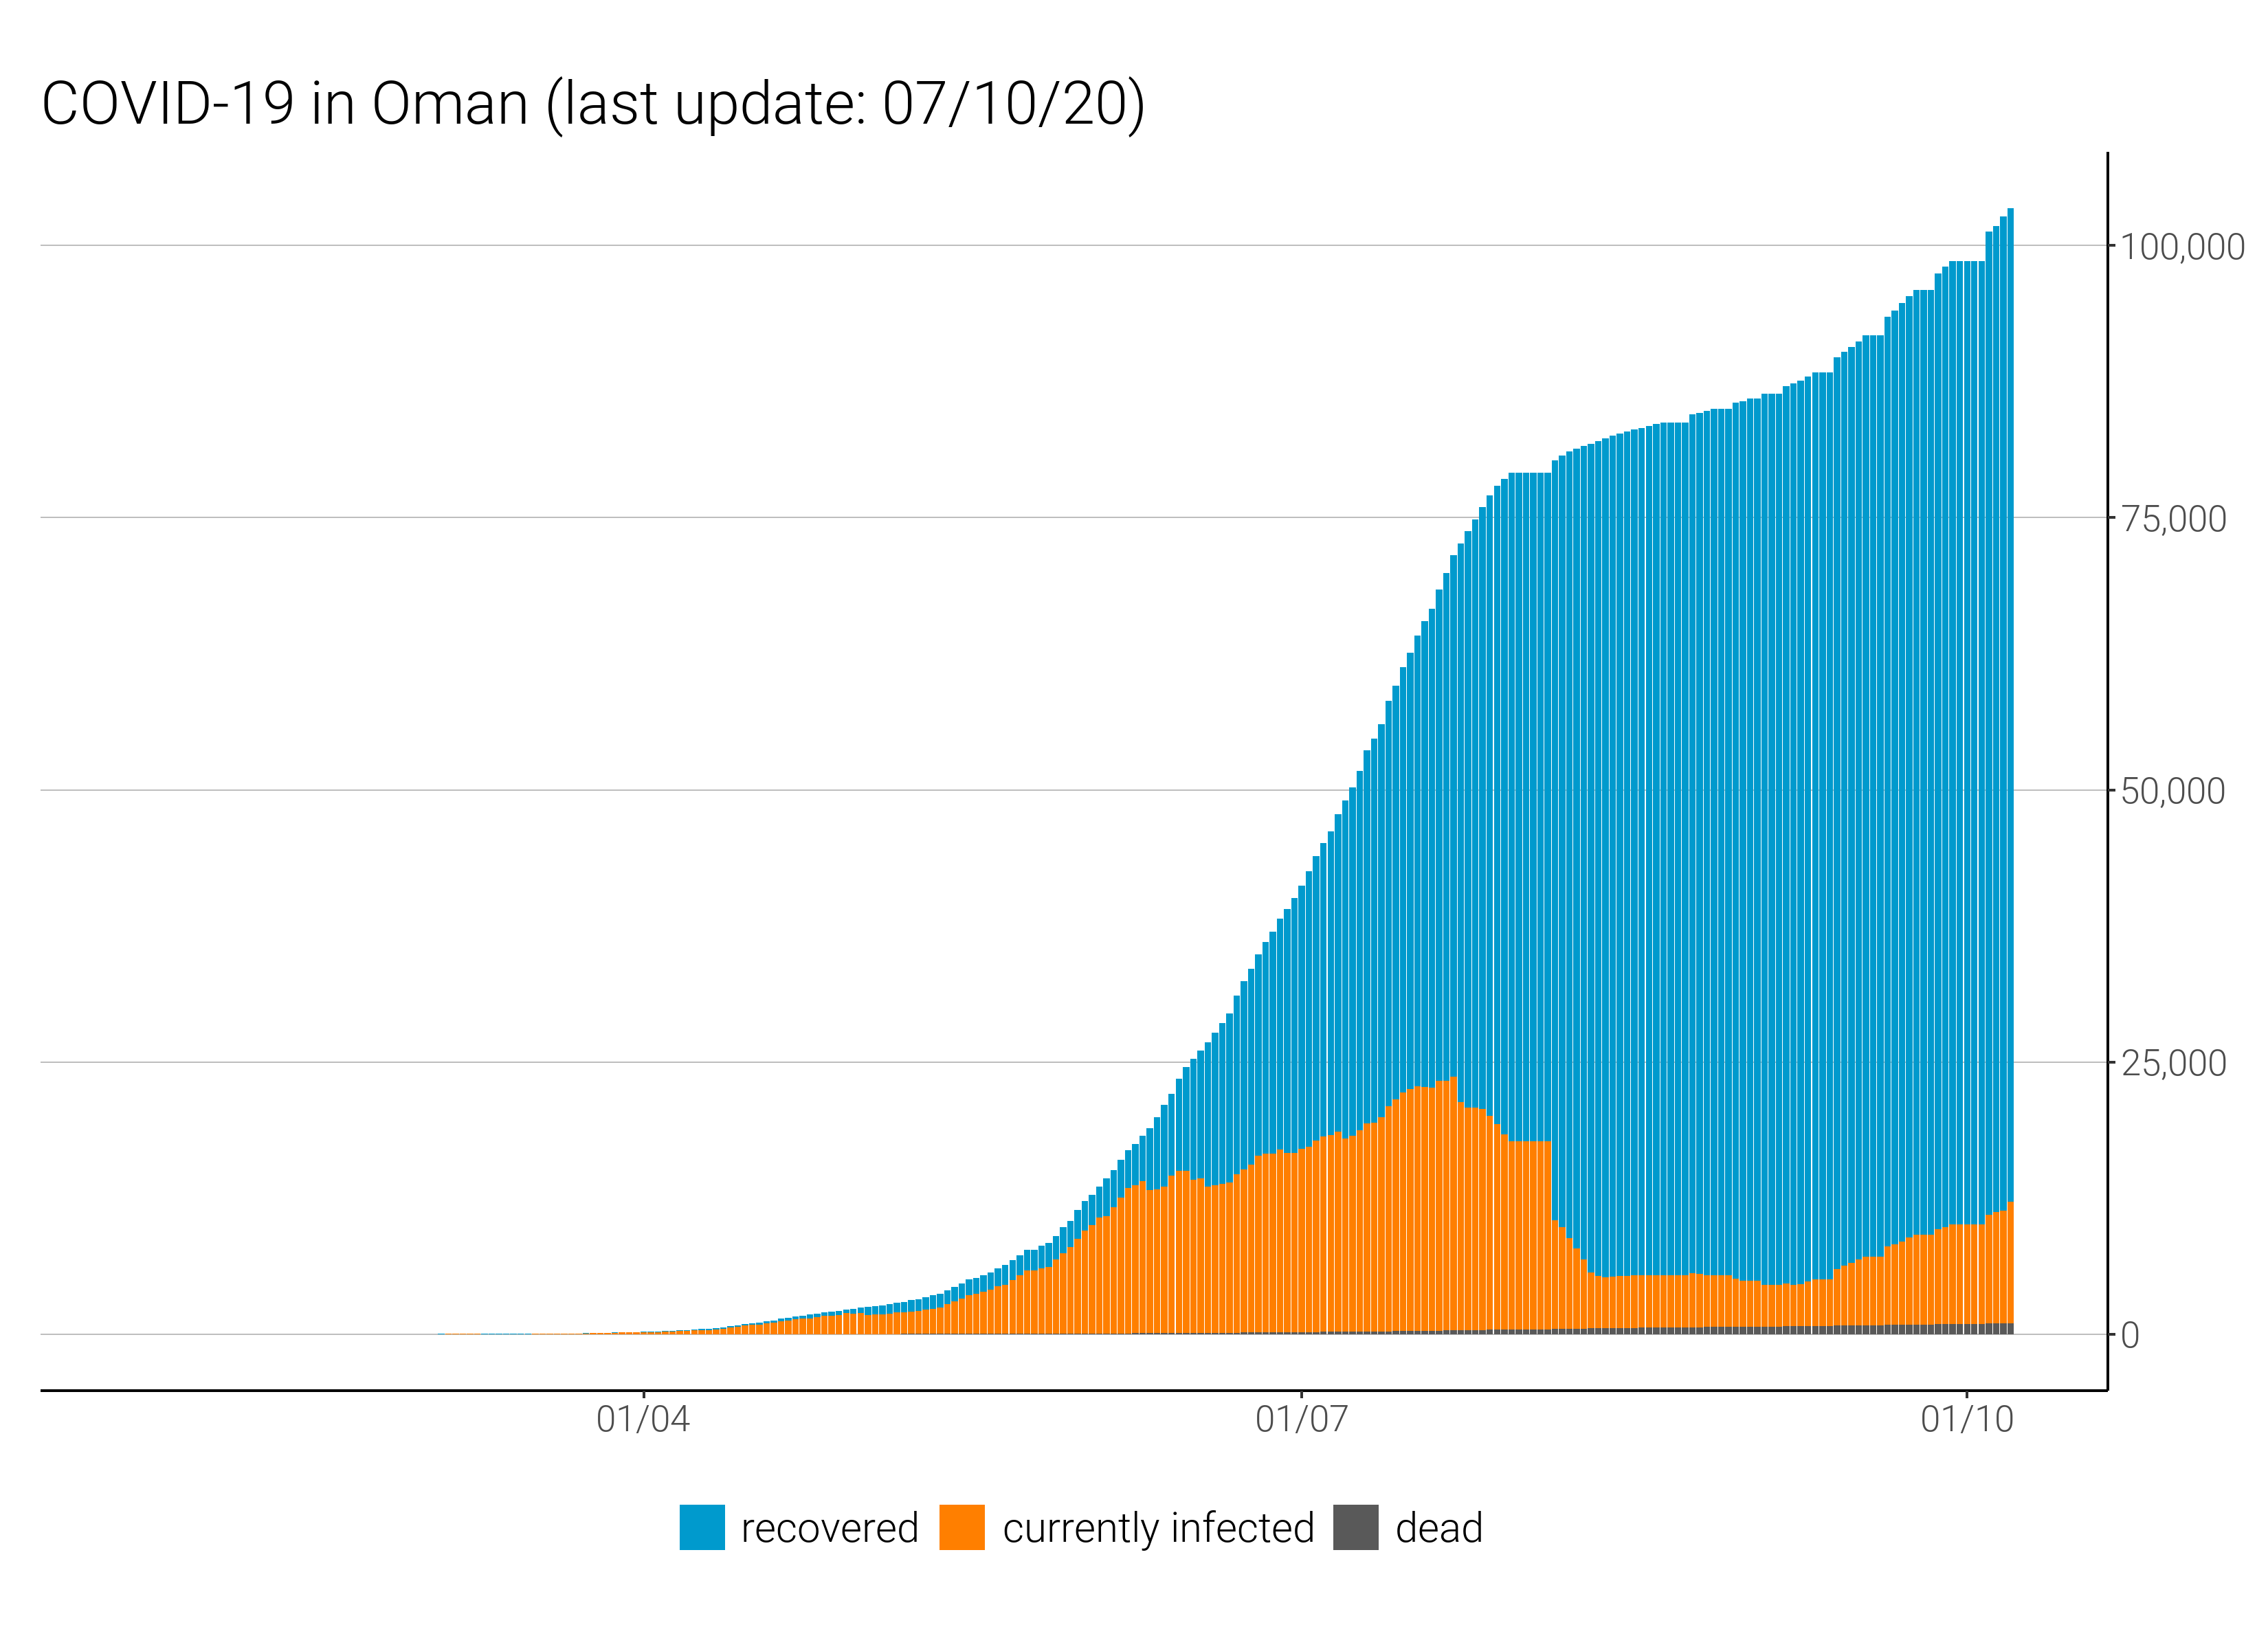 COVID-19 in Oman (last update: 07/10/20)
100,000
75,000
50,000
25,000
0
01/04 01/07 01/10
recovered currently infected dead